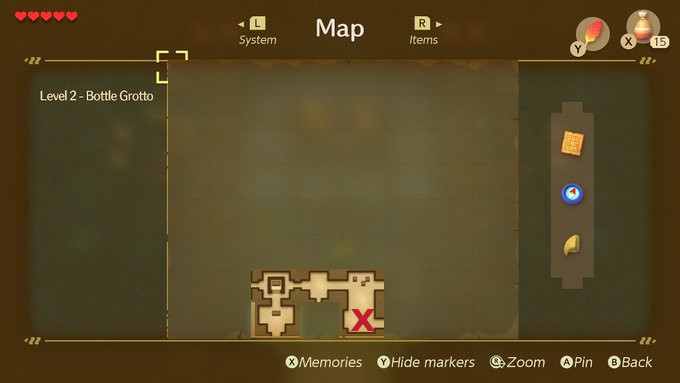 L
Map
R
System
Items
Y
X
15
Level 2 - Bottle Grotto
X
X Memories
Y Hide markers
R Zoom
A Pin
B Back